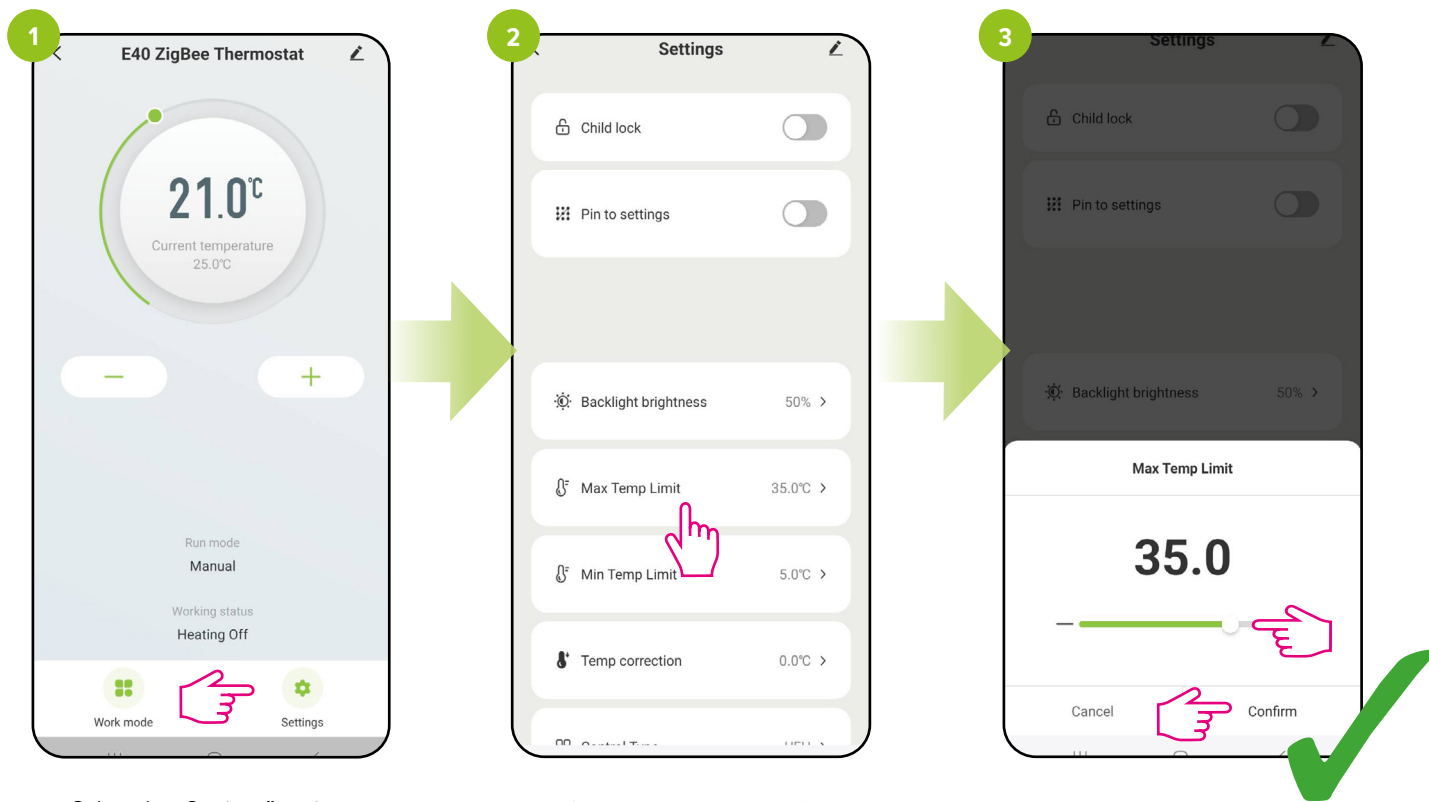 1
E40 ZigBee Thermostat
21.0℃
Current temperature
25.0℃
Run mode
Manual
Working status
Heating Off
Work mode
Settings
2
Settings
Child lock
Pin to settings
Backlight brightness 50%
Max Temp Limit 35.0℃
Min Temp Limit 5.0℃
Temp correction 0.0℃
3
Settings
Child lock
Pin to settings
Backlight brightness 50%
Max Temp Limit
35.0
Cancel
Confirm